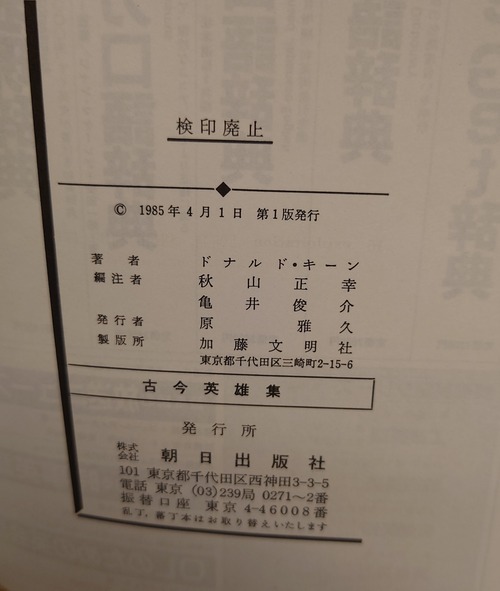 検印廃止
© 1985年4月1日 第1版発行
著者 ドナルド・キーン
編注者 秋山正幸
亀井俊介
発行者 原雅久
製版所 加藤文明社
東京都千代田区三崎町2-15-6
古今英雄集
発行所
株式会社 朝日出版社
101 東京都千代田区西神田3-3-5
電話 東京 (03)239局 0271~2番
振替口座 東京 4-46008番
乱丁,落丁本はお取り替えいたします